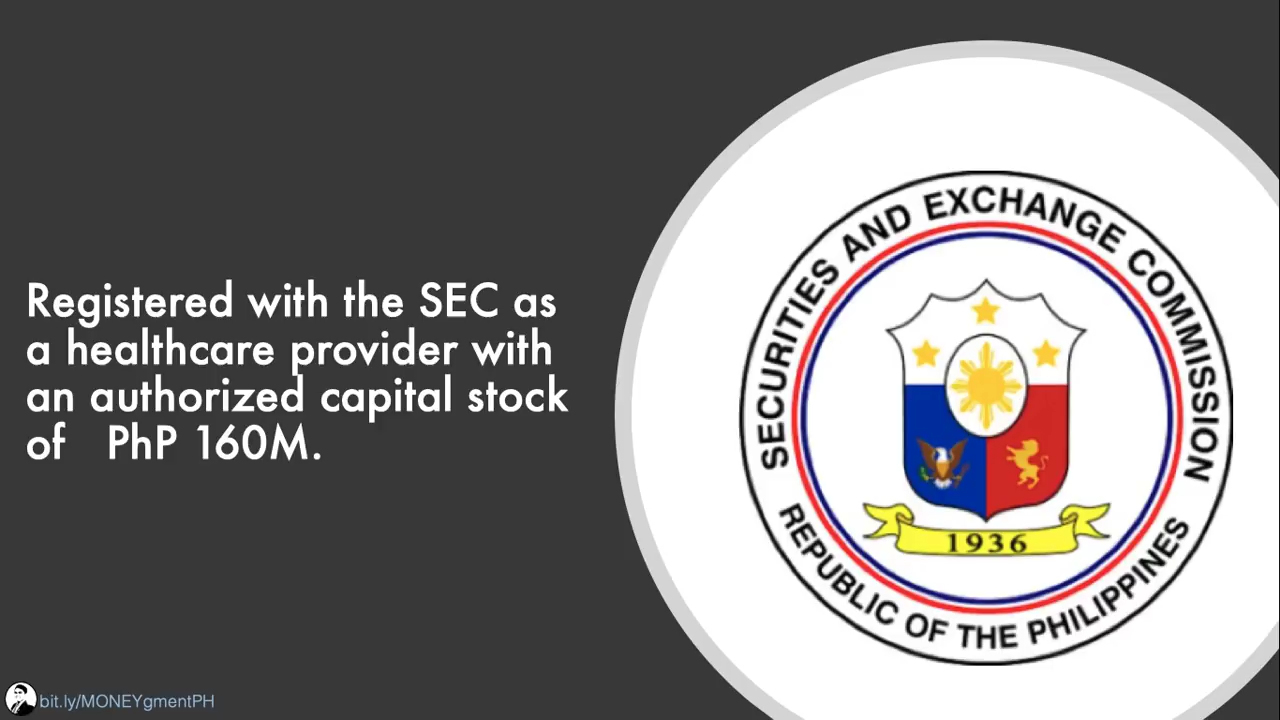 Registered with the SEC as
a healthcare provider with
an authorized capital stock
of PhP 160M.
SECURITIES AND EXCHANGE COMMISSION
1936
REPUBLIC OF THE PHILIPPINES
bit.ly/MONEYgmentPH